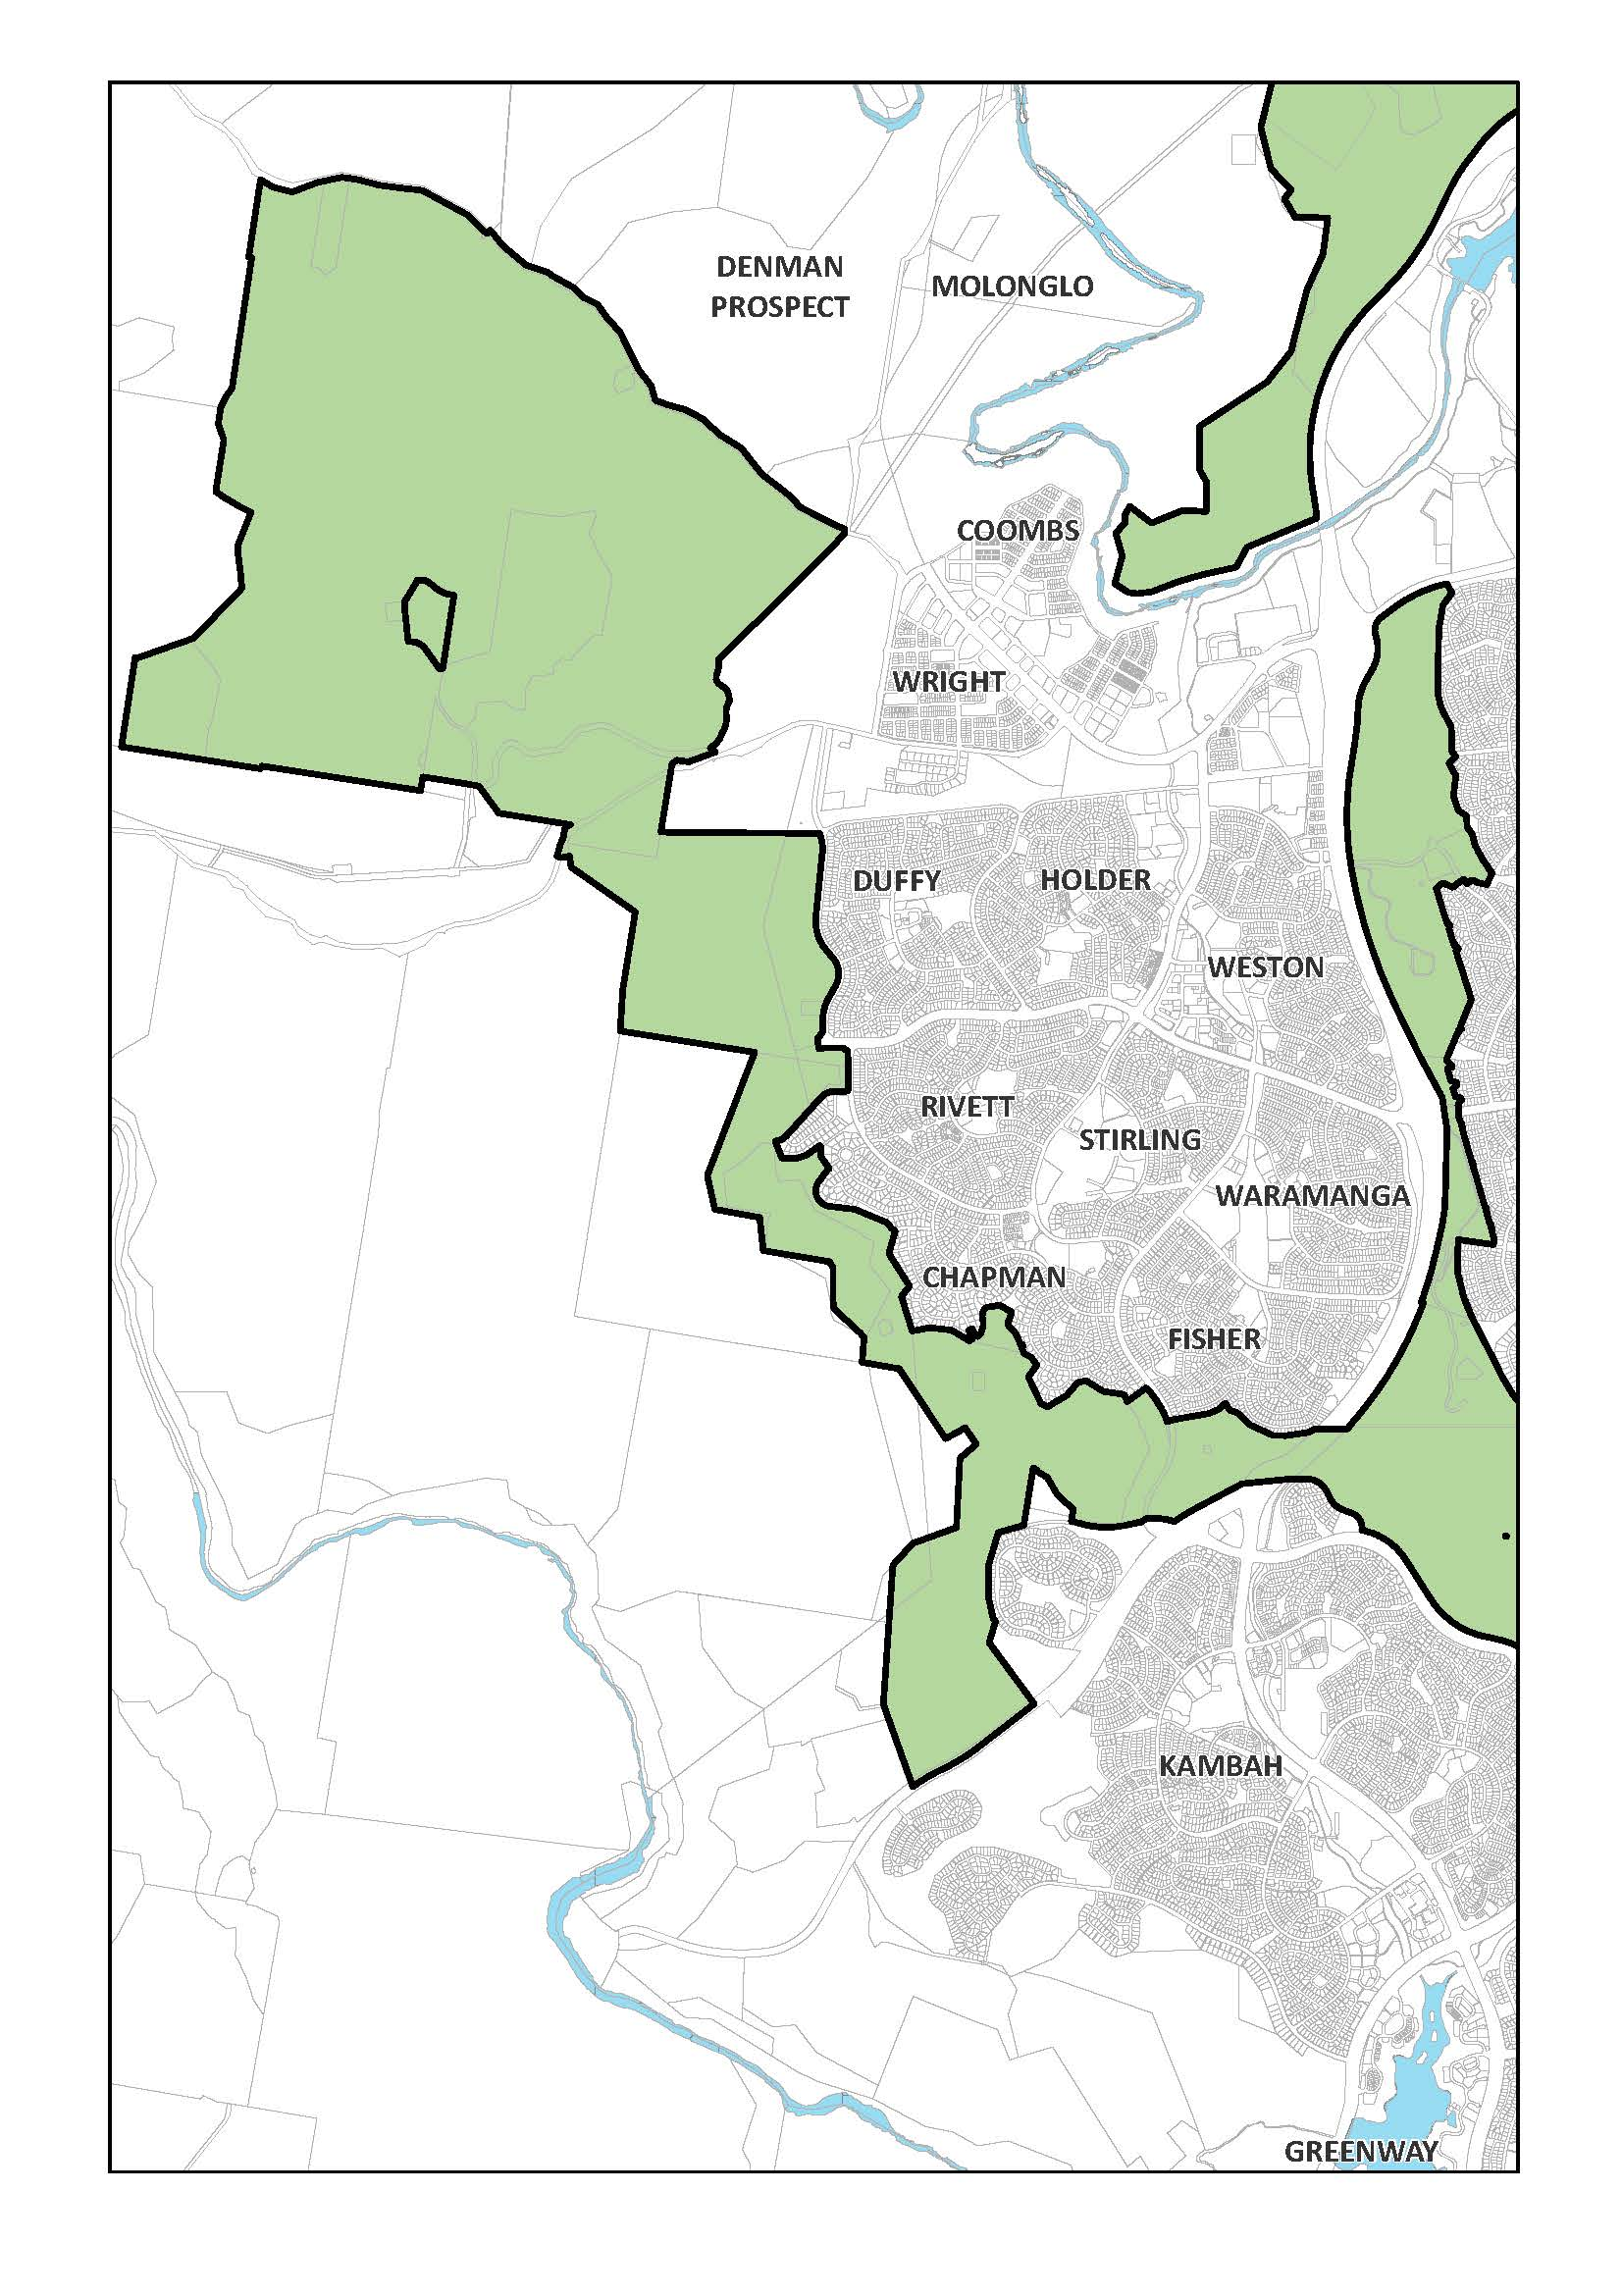 DENMAN
PROSPECT
MOLONGLO
COOMBS
WRIGHT
DUFFY
HOLDER
WESTON
RIVETT
STIRLING
WARAMANGA
CHAPMAN
FISHER
KAMBAH
GREENWAY